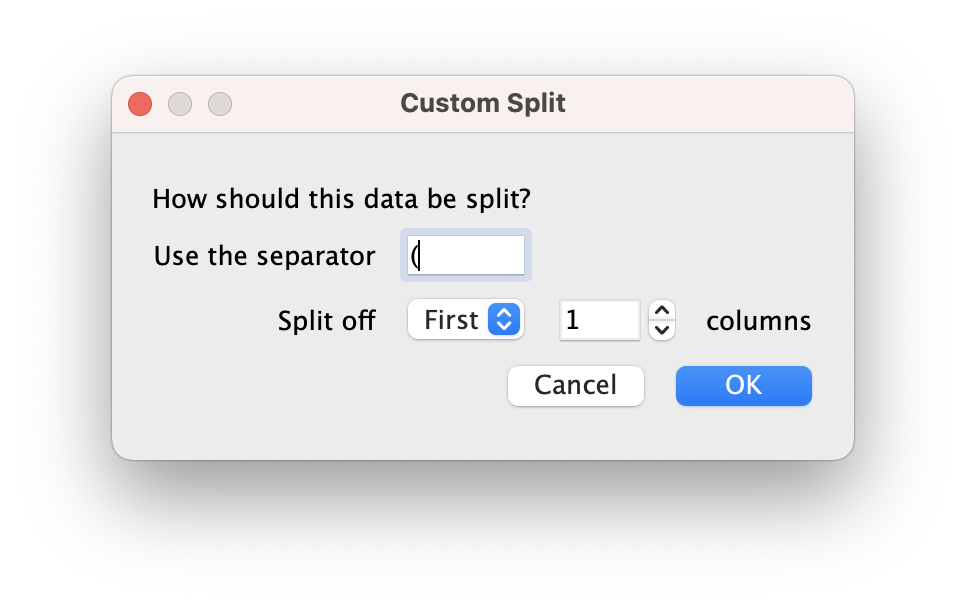 Custom Split
How should this data be split?
Use the separator (
Split off First 1 columns
Cancel OK